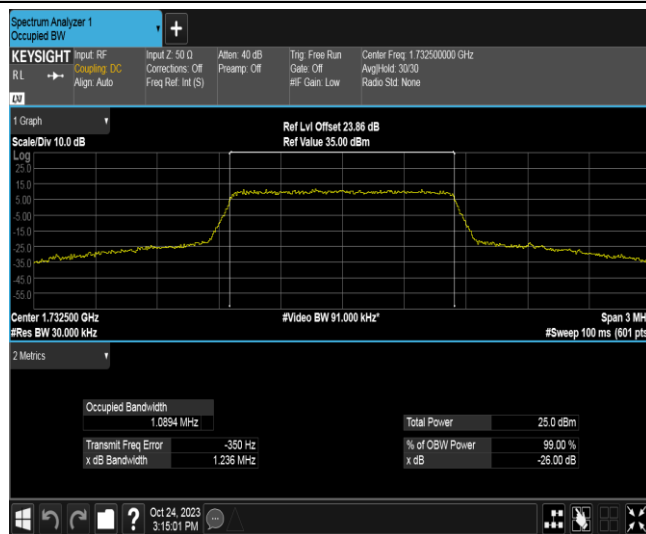 Spectrum Analyzer 1
Occupied BW
+
KEYSIGHT Input: RF Input Z: 50 Ω Atten: 40 dB Trig: Free Run Center Freq: 1.732500000 GHz
RL Coupling: DC Corrections: Off Preamp: Off Gate: Off Avg|Hold: 30/30
Align: Auto Freq Ref: Int (S) #IF Gain: Low Radio Std: None
LXI
1 Graph Ref Lvl Offset 23.86 dB
Scale/Div 10.0 dB Ref Value 35.00 dBm
Log
25.0
15.0
5.00
-5.00
-15.0
-25.0
-35.0
-45.0
-55.0
Center 1.732500 GHz #Video BW 91.000 kHz* Span 3 MH
#Res BW 30.000 kHz #Sweep 100 ms (601 pts
2 Metrics
Occupied Bandwidth
1.0894 MHz Total Power 25.0 dBm
Transmit Freq Error -350 Hz % of OBW Power 99.00 %
x dB Bandwidth 1.236 MHz x dB -26.00 dB
? Oct 24, 2023
3:15:01 PM